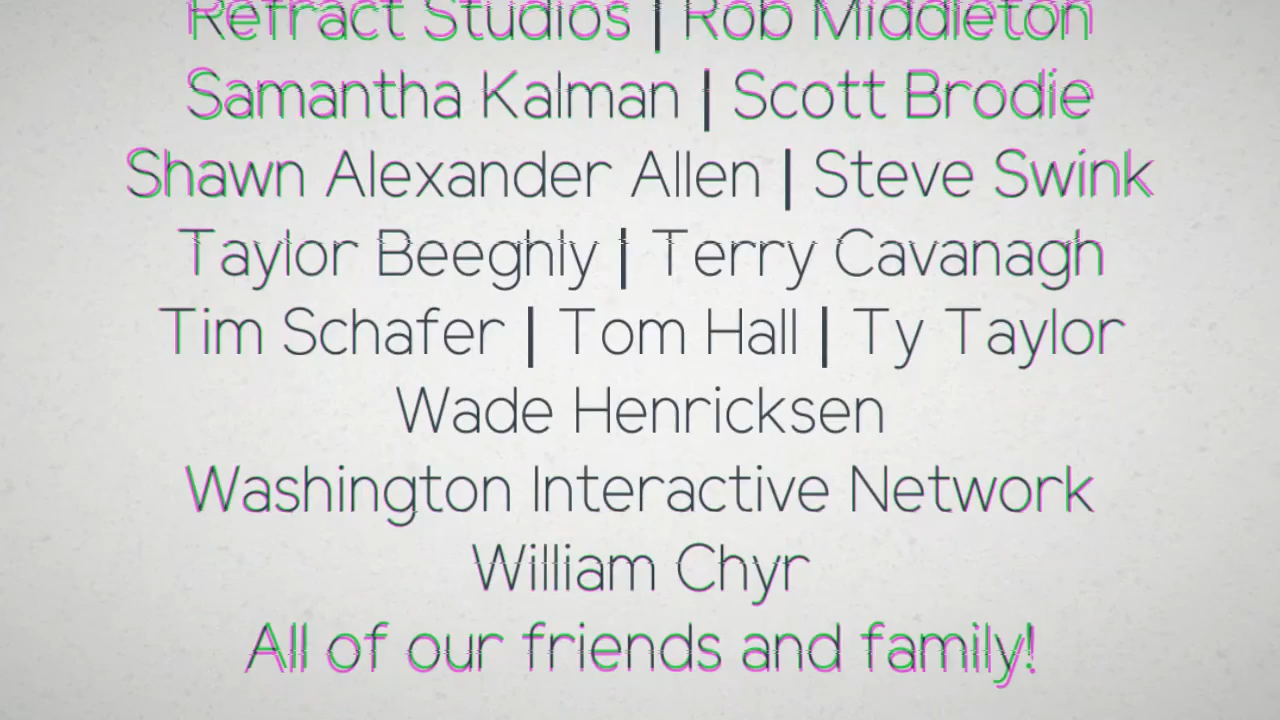 Refract Studios | Rob Middleton
Samantha Kalman | Scott Brodie
Shawn Alexander Allen | Steve Swink
Taylor Beeghly | Terry Cavanagh
Tim Schafer | Tom Hall | Ty Taylor
Wade Henricksen
Washington Interactive Network
William Chyr
All of our friends and family!